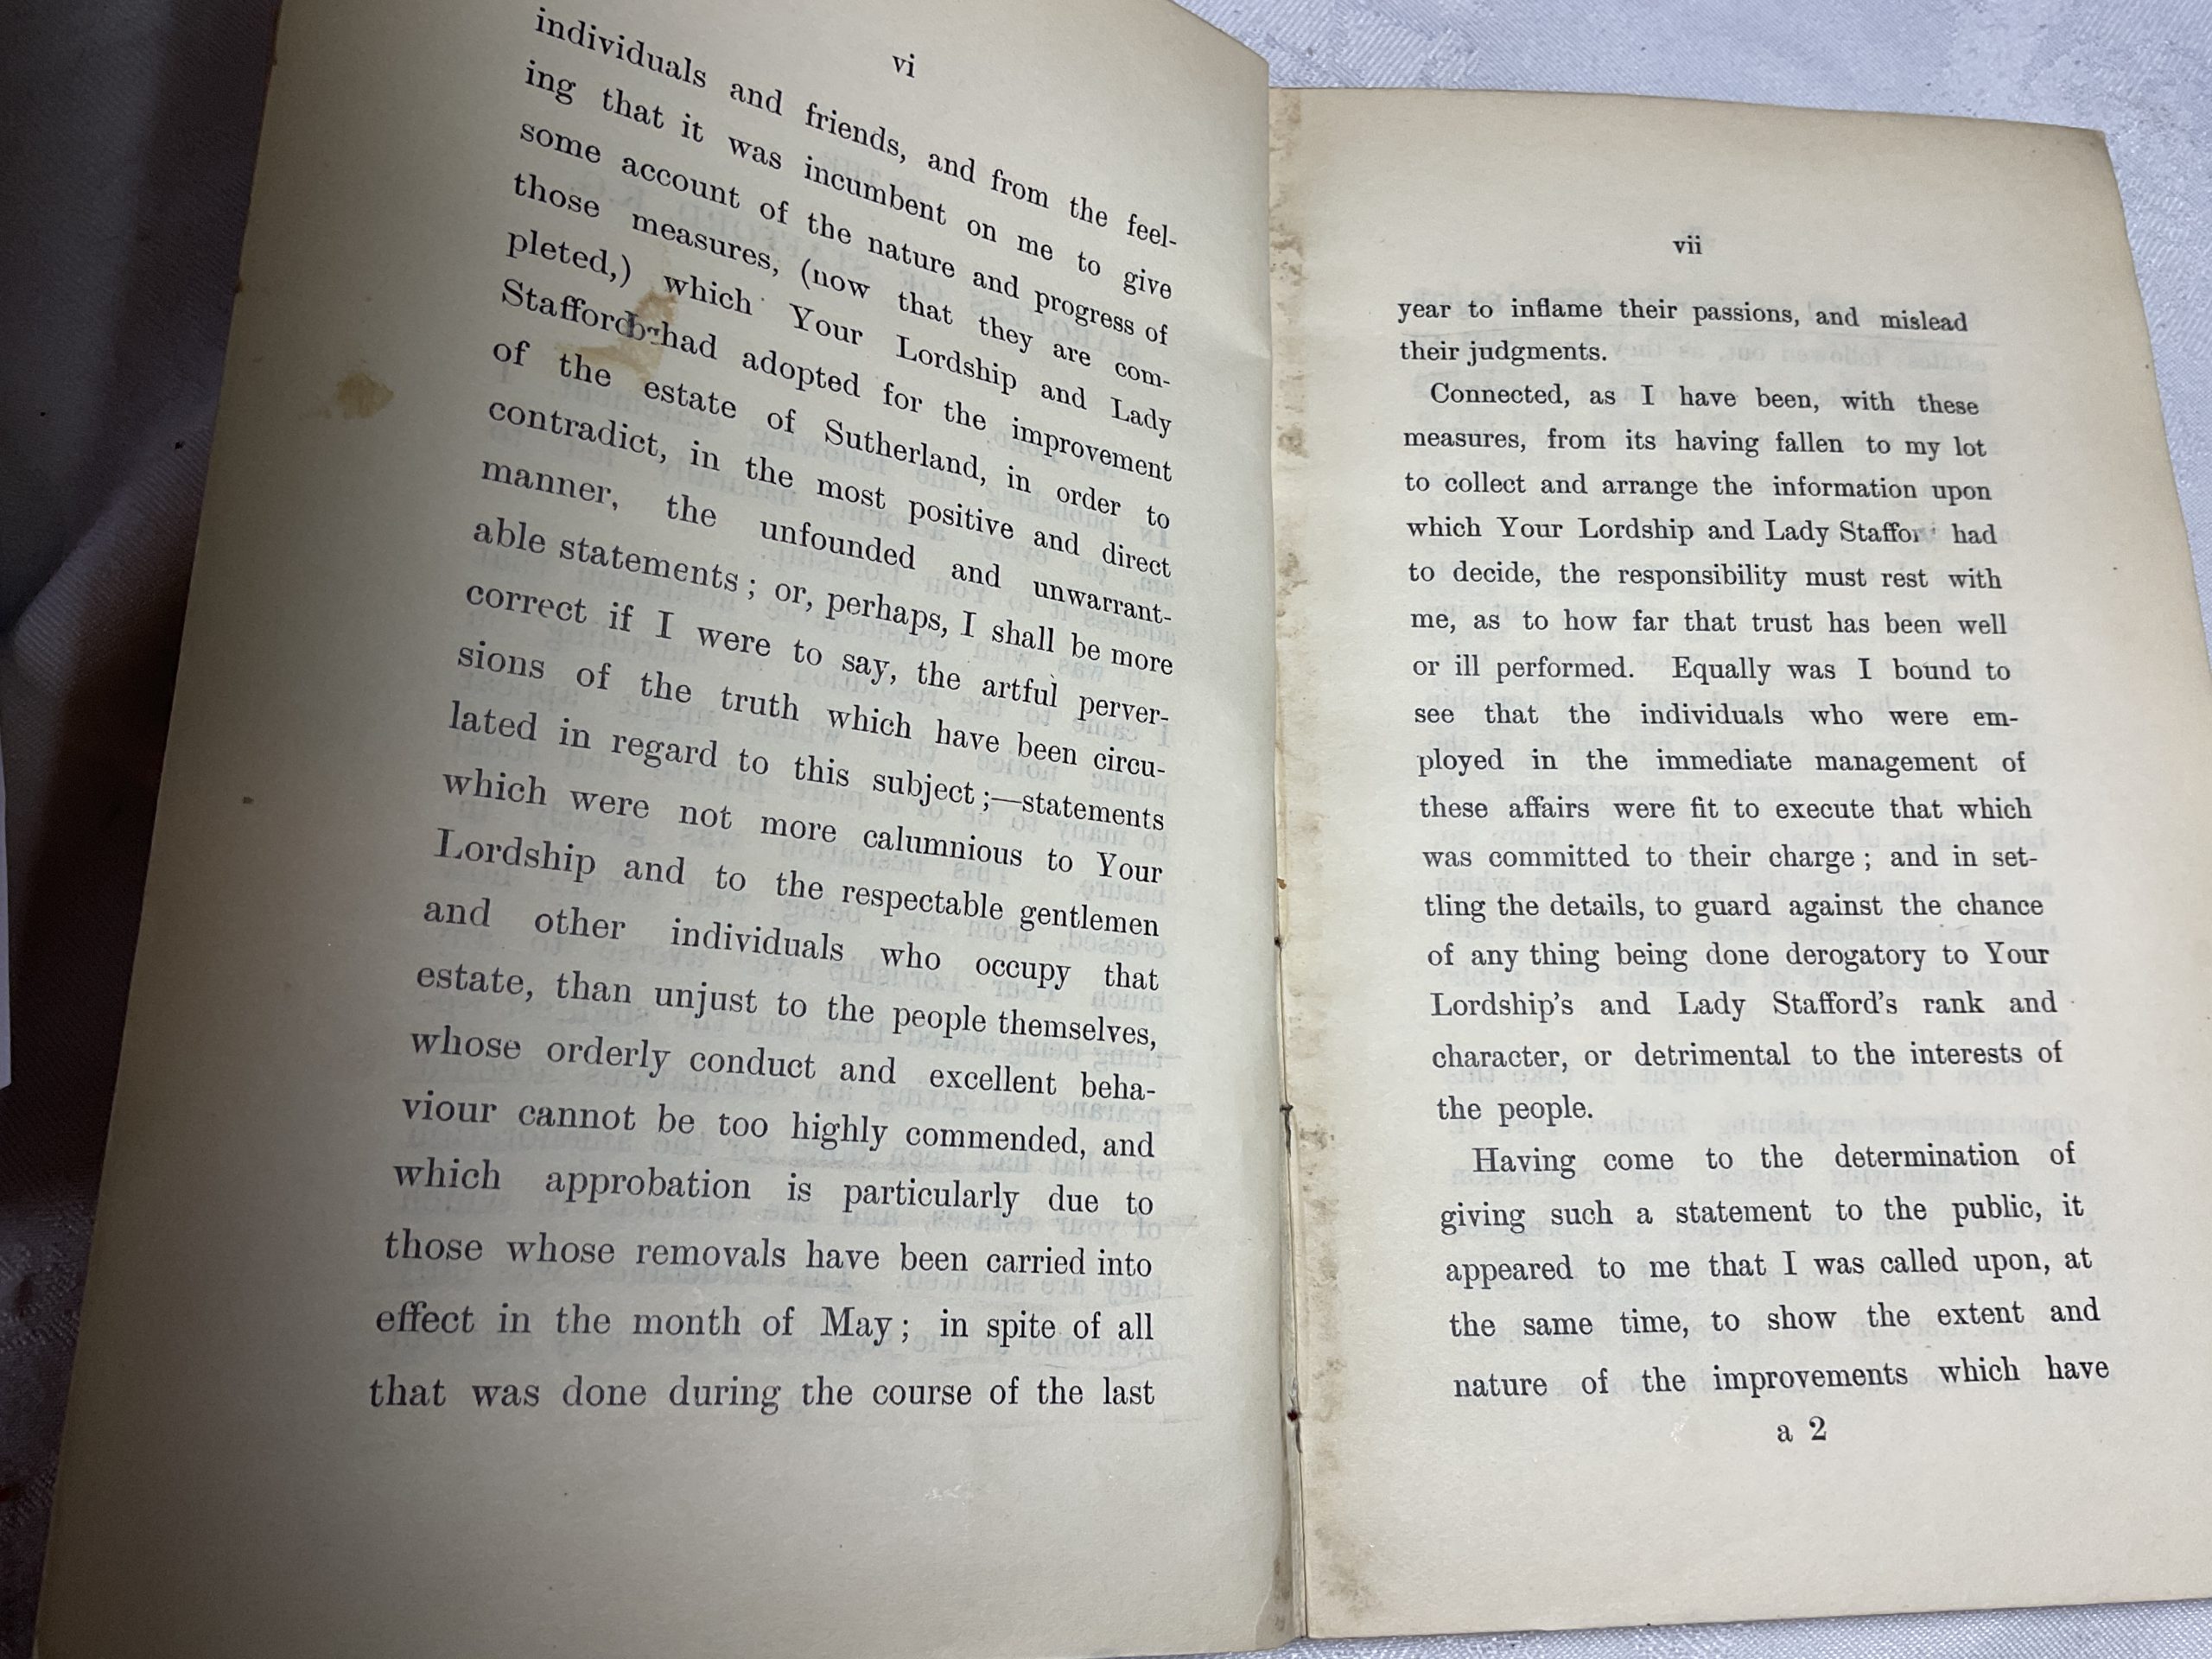 vi
individuals and friends, and from the feel-
ing that it was incumbent on me to give
some account of the nature and progress of
those measures, (now that they are com-
pleted,) which Your Lordship and Lady
Stafford had adopted for the improvement
of the estate of Sutherland, in order to
contradict, in the most positive and direct
manner, the unfounded and unwarrant-
able statements; or, perhaps, I shall be more
correct if I were to say, the artful perver-
sions of the truth which have been circu-
lated in regard to this subject;—statements
which were not more calumnious to Your
Lordship and to the respectable gentlemen
and other individuals who occupy that
estate, than unjust to the people themselves,
whose orderly conduct and excellent beha-
viour cannot be too highly commended, and
which approbation is particularly due to
those whose removals have been carried into
effect in the month of May; in spite of all
that was done during the course of the last
vii
year to inflame their passions, and mislead
their judgments.
Connected, as I have been, with these
measures, from its having fallen to my lot
to collect and arrange the information upon
which Your Lordship and Lady Staffor had
to decide, the responsibility must rest with
me, as to how far that trust has been well
or ill performed. Equally was I bound to
see that the individuals who were em-
ployed in the immediate management of
these affairs were fit to execute that which
was committed to their charge; and in set-
tling the details, to guard against the chance
of any thing being done derogatory to Your
Lordship's and Lady Stafford's rank and
character, or detrimental to the interests of
the people.
Having come to the determination of
giving such a statement to the public, it
appeared to me that I was called upon, at
the same time, to show the extent and
nature of the improvements which have
a 2